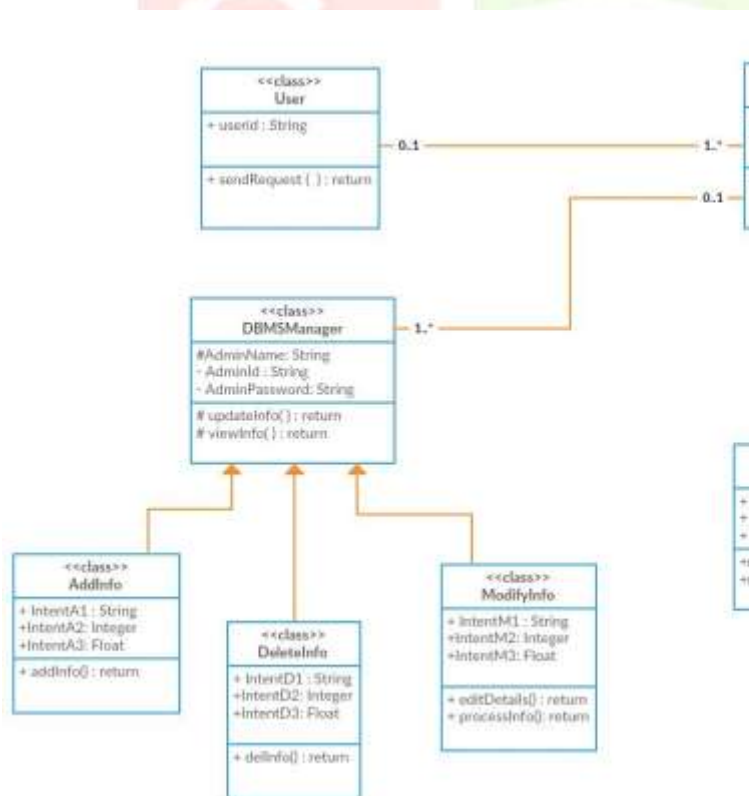 <<class>>
User
+ userid : String
+ sendRequest ( ) : return
0..1
1..*
0..1
<<class>>
DBMSManager
#AdminName: String
- AdminId : String
- AdminPassword: String
# updateInfo( ) : return
# viewInfo( ) : return
1..*
<<class>>
AddInfo
+ IntentA1 : String
+IntentA2: Integer
+IntentA3: Float
+ addInfo() : return
<<class>>
DeleteInfo
+ IntentD1 : String
+IntentD2: Integer
+IntentD3: Float
+ delInfo() : return
<<class>>
ModifyInfo
+ IntentM1 : String
+IntentM2: Integer
+IntentM3: Float
+ editDetails() : return
+ processInfo(): return
+
+
+